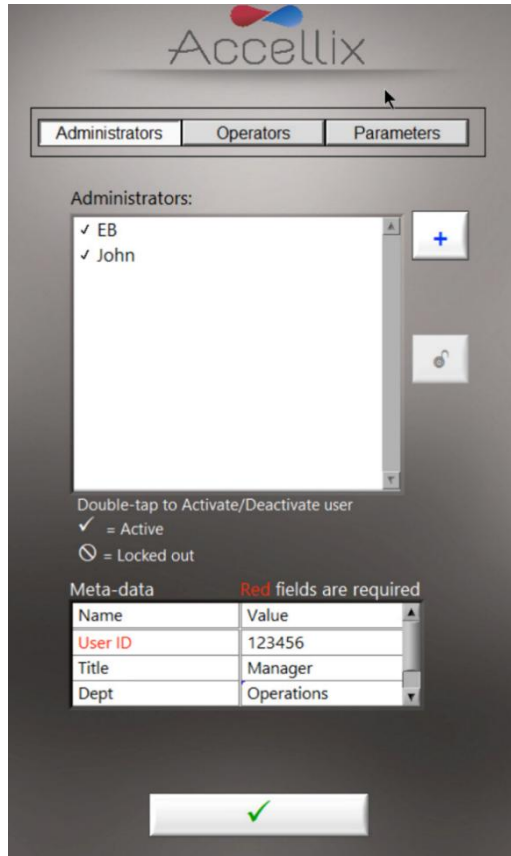 Accellix
Administrators Operators Parameters
Administrators:
✓ EB
✓ John
+
Double-tap to Activate/Deactivate user
✓ = Active
🛇 = Locked out
Meta-data Red fields are required
Name Value
User ID 123456
Title Manager
Dept Operations